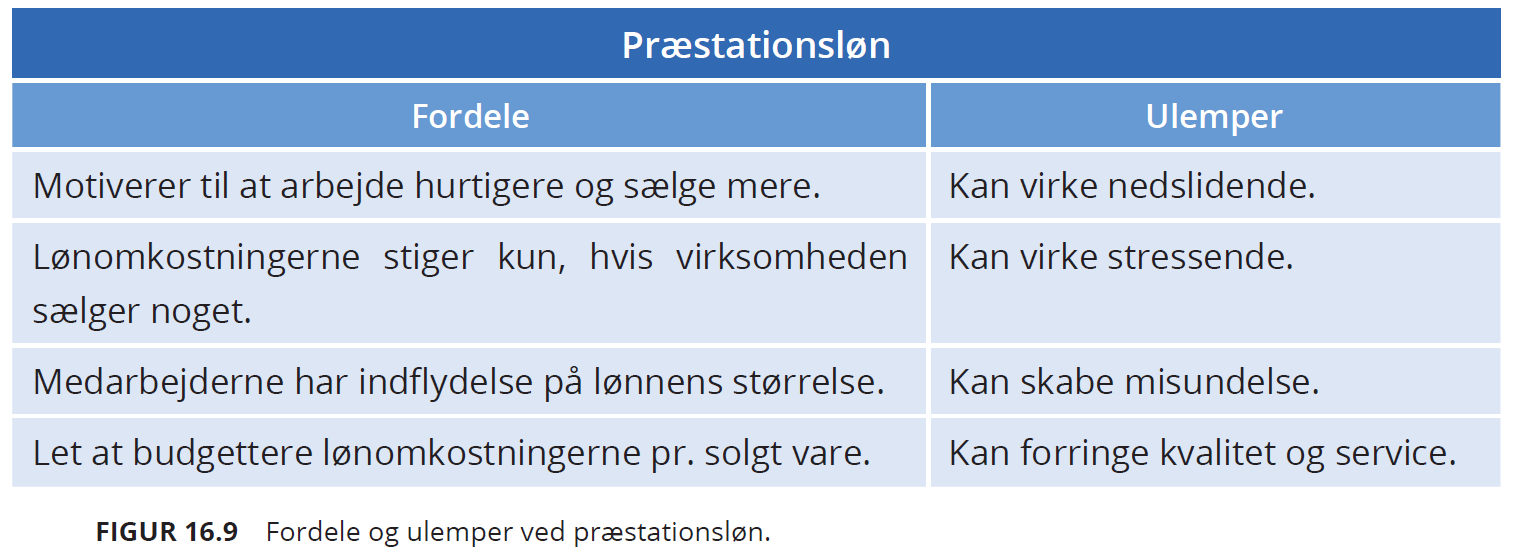 Præstationsløn
Fordele
Ulemper
Motiverer til at arbejde hurtigere og sælge mere.
Kan virke nedslidende.
Lønomkostningerne stiger kun, hvis virksomheden
sælger noget.
Kan virke stressende.
Medarbejderne har indflydelse på lønnens størrelse.
Kan skabe misundelse.
Let at budgettere lønomkostningerne pr. solgt vare.
Kan forringe kvalitet og service.
FIGUR 16.9 Fordele og ulemper ved præstationsløn.